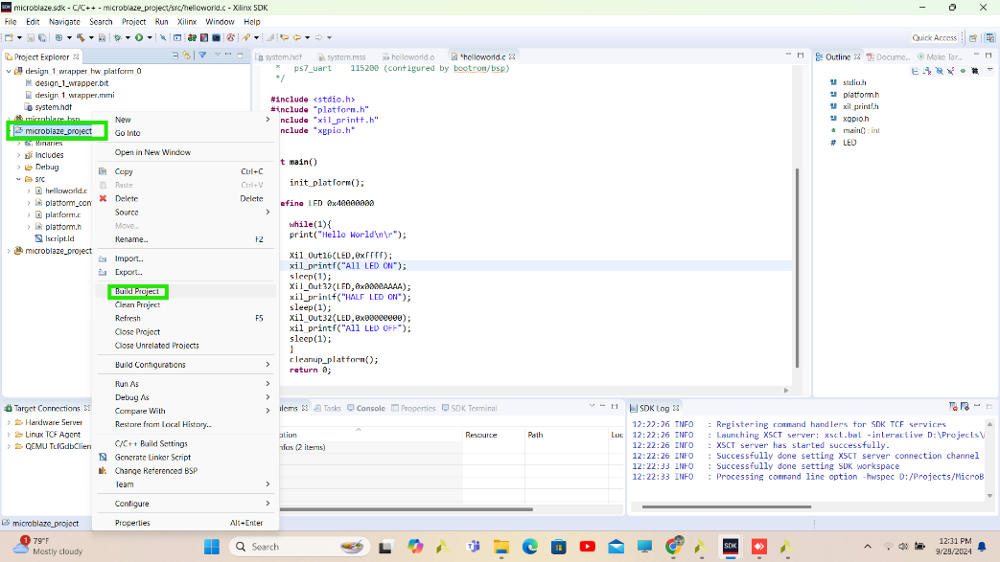 microblaze.sdk - C/C++ - microblaze_project/src/helloworld.c - Xilinx SDK
File Edit Navigate Search Project Run Xilinx Window Help
Quick Access
Project Explorer
design_1_wrapper_hw_platform_0
design_1_wrapper.bit
design_1_wrapper.mmi
system.hdf
microblaze_bsp
microblaze_project
Binaries
Includes
Debug
src
helloworld.c
platform_con
platform.c
platform.h
lscript.ld
microblaze_project
New
Go Into
Open in New Window
Copy Ctrl+C
Paste Ctrl+V
Delete Delete
Source
Move...
Rename... F2
Import...
Export...
Build Project
Clean Project
Refresh F5
Close Project
Close Unrelated Projects
Build Configurations
Run As
Debug As
Compare With
Restore from Local History...
C/C++ Build Settings
Generate Linker Script
Change Referenced BSP
Team
Configure
Properties Alt+Enter
system.hdf system.mss helloworld.o *helloworld.c
* ps7_uart 115200 (configured by bootrom/bsp)
*/
#include <stdio.h>
#include "platform.h"
include "xil_printf.h"
include "xgpio.h"
t main()
init_platform();
efine LED 0x40000000
while(1){
print("Hello World\n\r");
Xil_Out16(LED,0xffff);
xil_printf("All LED ON");
sleep(1);
Xil_Out32(LED,0x0000AAAA);
xil_printf("HALF LED ON");
sleep(1);
Xil_Out32(LED,0x00000000);
xil_printf("All LED OFF");
sleep(1);
}
cleanup_platform();
return 0;
Outline Docume... Make Tar...
stdio.h
platform.h
xil_printf.h
xgpio.h
main() : int
LED
Target Connections
Hardware Server
Linux TCF Agent
QEMU TcfGdbClien
lems Tasks Console Properties SDK Terminal
ption Resource Path Loc
nfos (2 items)
SDK Log
12:22:26 INFO : Registering command handlers for SDK TCF services
12:22:26 INFO : Launching XSCT server: xsct.bat -interactive D:\Projects\
12:22:26 INFO : XSCT server has started successfully.
12:22:26 INFO : Successfully done setting XSCT server connection channel
12:22:33 INFO : Successfully done setting SDK workspace
12:22:33 INFO : Processing command line option -hwspec D:/Projects/MicroB
microblaze_project
1
79°F
Mostly cloudy
Search
SDK
12:31 PM
9/28/2024